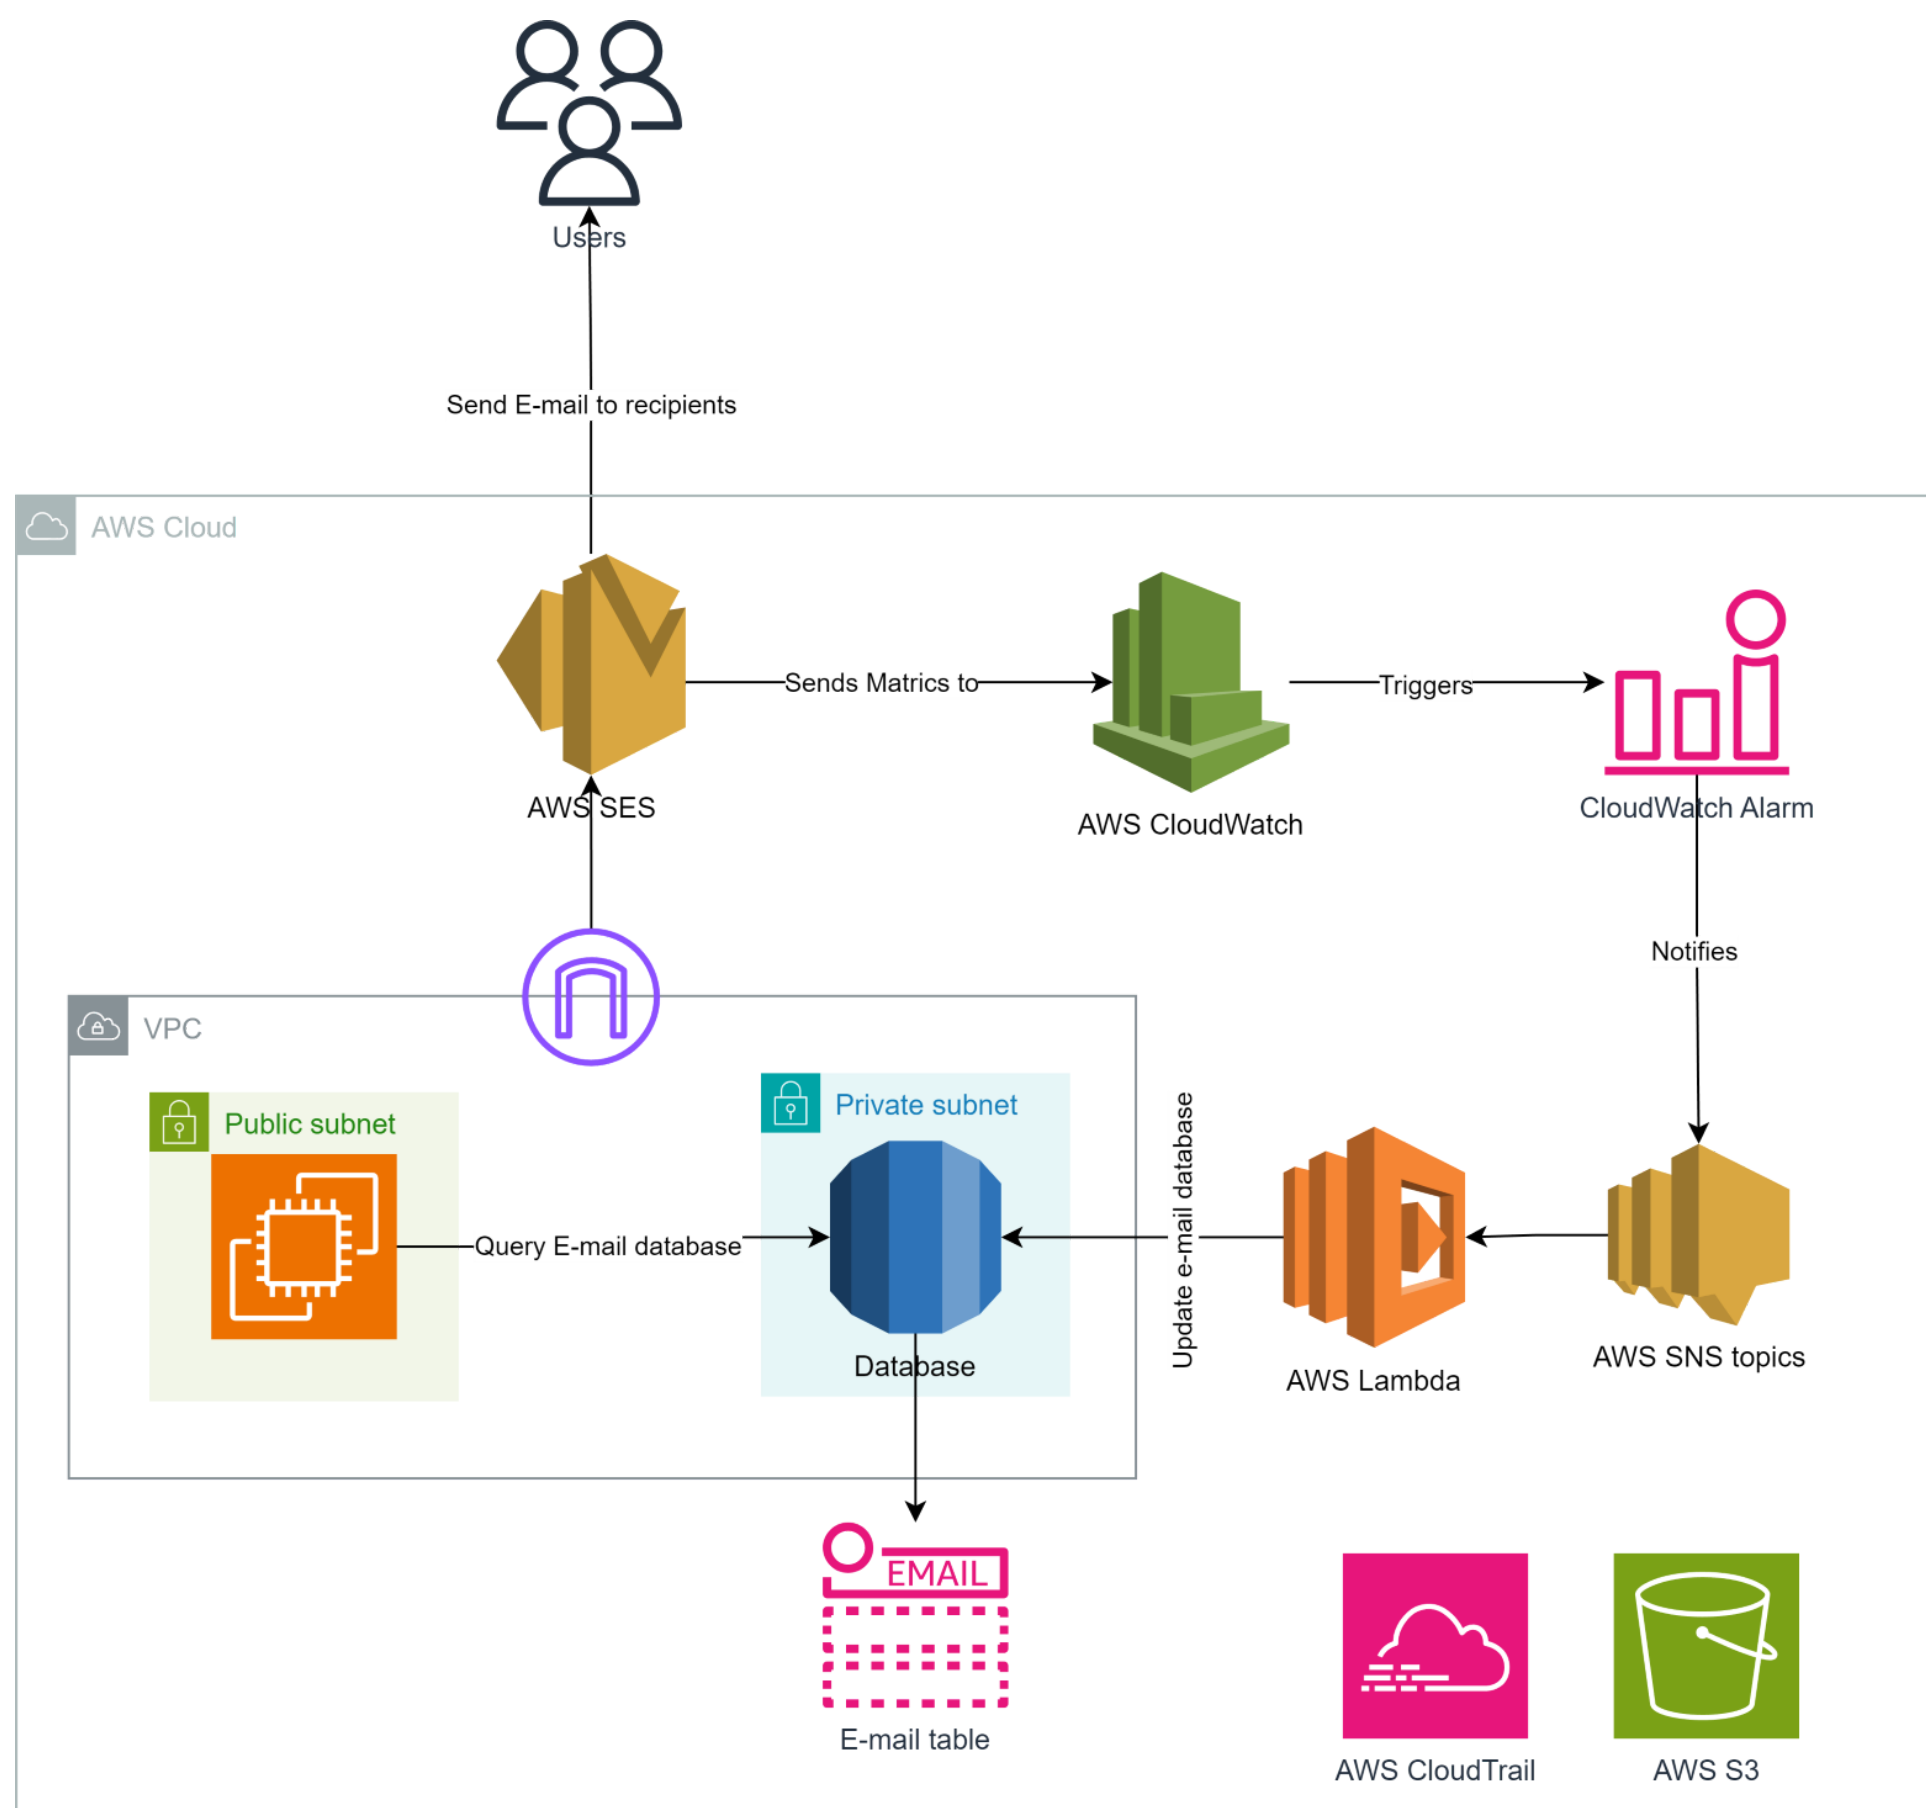 Users
Send E-mail to recipients
AWS Cloud
Sends Matrics to
Triggers
AWS SES
AWS CloudWatch
CloudWatch Alarm
Notifies
VPC
Public subnet
Private subnet
Query E-mail database
Update e-mail database
Database
AWS Lambda
AWS SNS topics
EMAIL
E-mail table
AWS CloudTrail
AWS S3